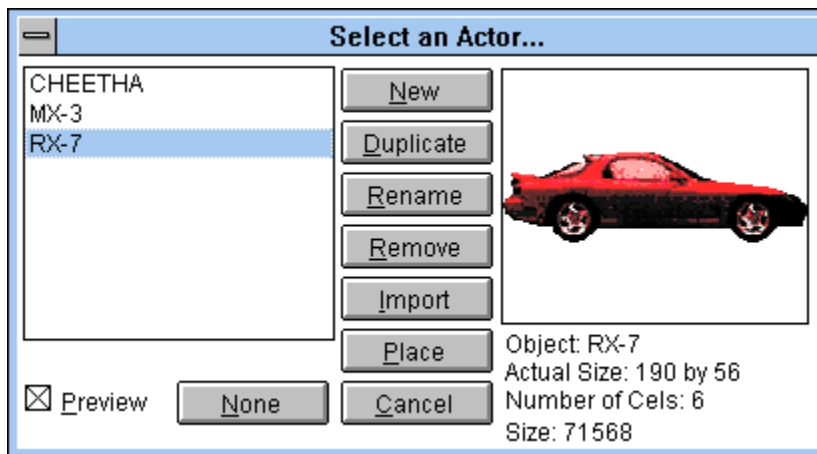 Select an Actor...
CHEETHA
MX-3
RX-7
New
Duplicate
Rename
Remove
Import
Place
Cancel
Preview
None
Object: RX-7
Actual Size: 190 by 56
Number of Cels: 6
Size: 71568